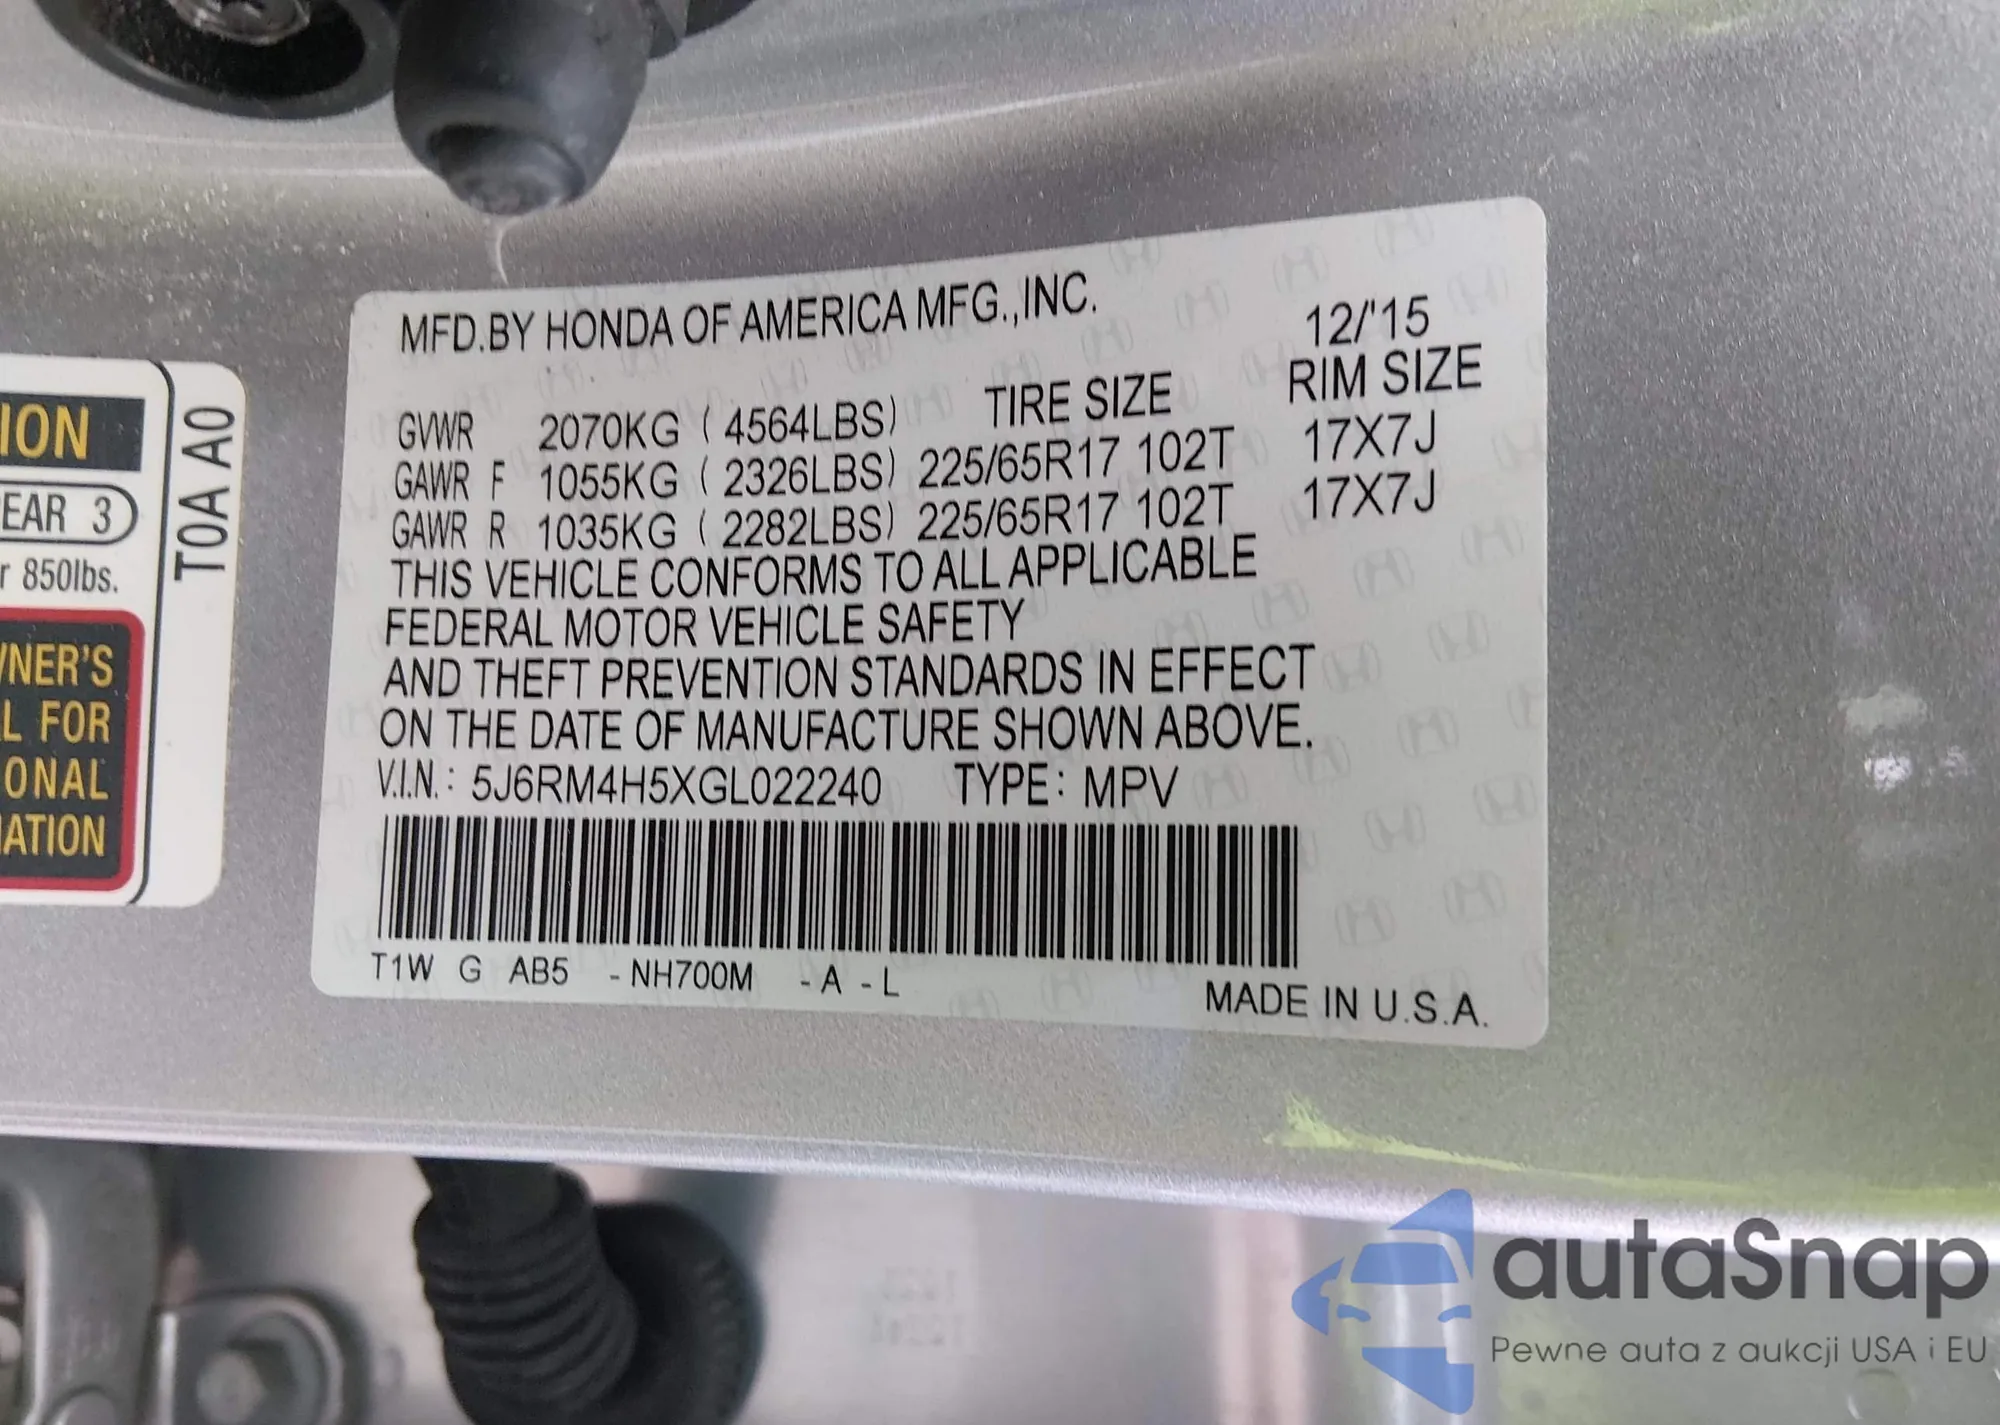 MFD.BY HONDA OF AMERICA MFG.,INC.
12/'15
TIRE SIZE RIM SIZE
GVWR 2070KG ( 4564LBS)
GAWR F 1055KG ( 2326LBS) 225/65R17 102T 17X7J
GAWR R 1035KG ( 2282LBS) 225/65R17 102T 17X7J
THIS VEHICLE CONFORMS TO ALL APPLICABLE
FEDERAL MOTOR VEHICLE SAFETY
AND THEFT PREVENTION STANDARDS IN EFFECT
ON THE DATE OF MANUFACTURE SHOWN ABOVE.
V.I.N.: 5J6RM4H5XGL022240 TYPE: MPV
T1W G AB5 -NH700M -A -L
MADE IN U.S.A.
ION
EAR 3
r 850lbs.
WNER'S
L FOR
ONAL
MATION
T0A A0
autaSnap
Pewne auta z aukcji USA i EU